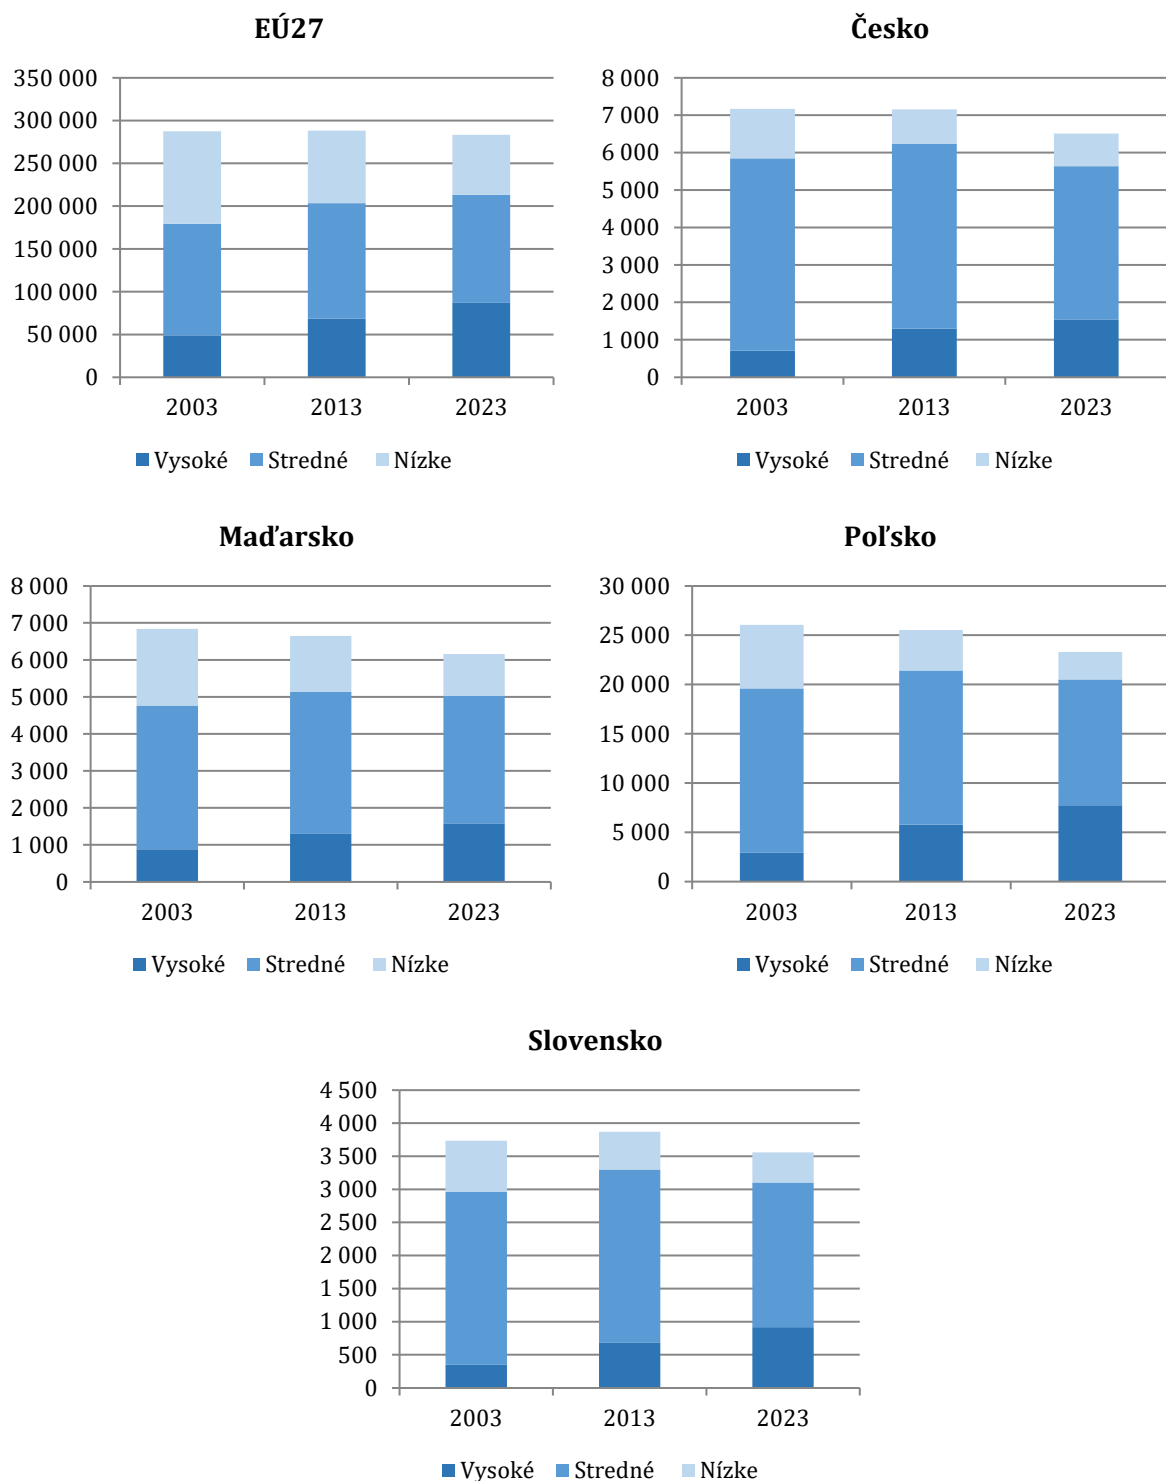 EÚ27
350 000
300 000
250 000
200 000
150 000
100 000
50 000
0
2003 2013 2023
Vysoké Stredné Nízke
Česko
8 000
7 000
6 000
5 000
4 000
3 000
2 000
1 000
0
2003 2013 2023
Vysoké Stredné Nízke
Maďarsko
8 000
7 000
6 000
5 000
4 000
3 000
2 000
1 000
0
2003 2013 2023
Vysoké Stredné Nízke
Poľsko
30 000
25 000
20 000
15 000
10 000
5 000
0
2003 2013 2023
Vysoké Stredné Nízke
Slovensko
4 500
4 000
3 500
3 000
2 500
2 000
1 500
1 000
500
0
2003 2013 2023
Vysoké Stredné Nízke